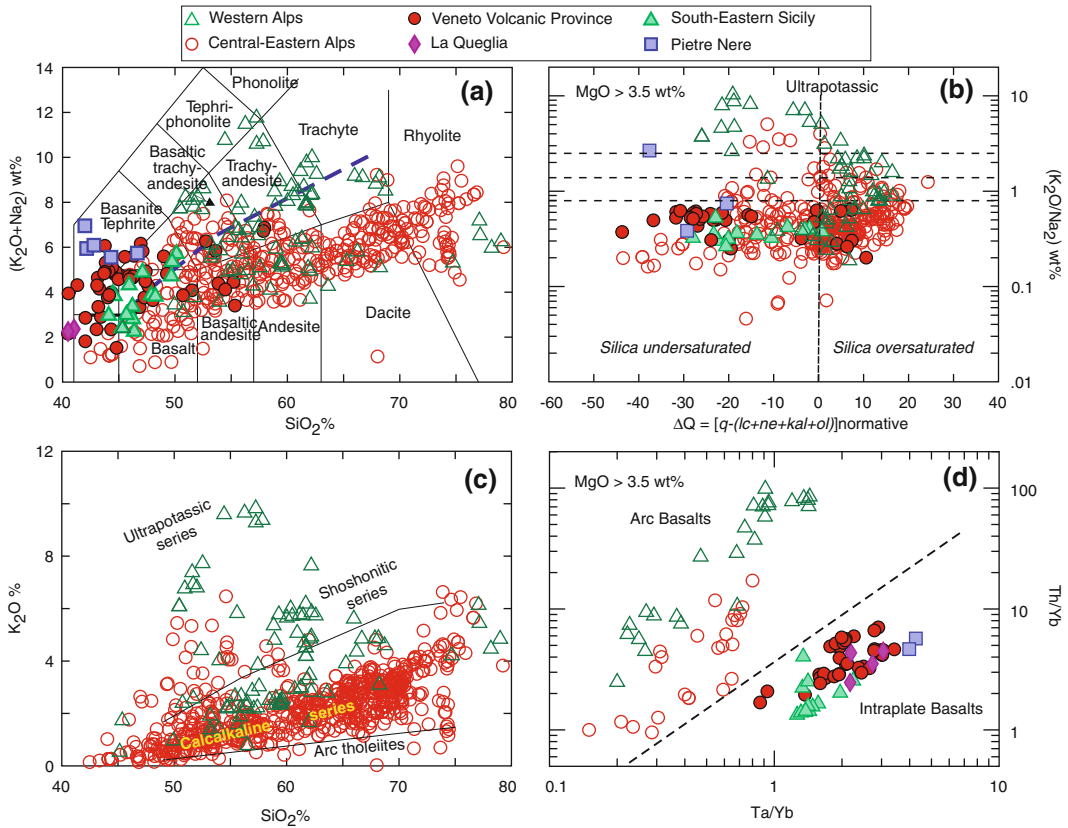 Western Alps
Veneto Volcanic Province
South-Eastern Sicily
Central-Eastern Alps
La Queglia
Pietre Nere
(a)
14
12
10
8
6
4
2
0
(K₂O+Na₂) wt%
Phonolite
Tephri-
phonolite
Trachyte
Rhyolite
Basaltic
trachy-
andesite
Trachy-
andesite
Basanite
Tephrite
Basalt
Basaltic
andesite
Andesite
Dacite
40
50
60
70
80
SiO₂%
(b)
MgO > 3.5 wt%
Ultrapotassic
10
1
0.1
.01
(K₂O/Na₂) wt%
Silica undersaturated
Silica oversaturated
-60
-50
-40
-30
-20
-10
0
10
20
30
ΔQ = [q-(lc+ne+kal+ol)]normative
(c)
12
10
8
6
4
2
0
K₂O %
Ultrapotassic
series
Shoshonitic
series
Calcalkaline
series
Arc tholeiites
40
50
60
70
80
SiO₂%
(d)
MgO > 3.5 wt%
Arc Basalts
Intraplate Basalts
100
10
1
Th/Yb
0.1
1
10
Ta/Yb